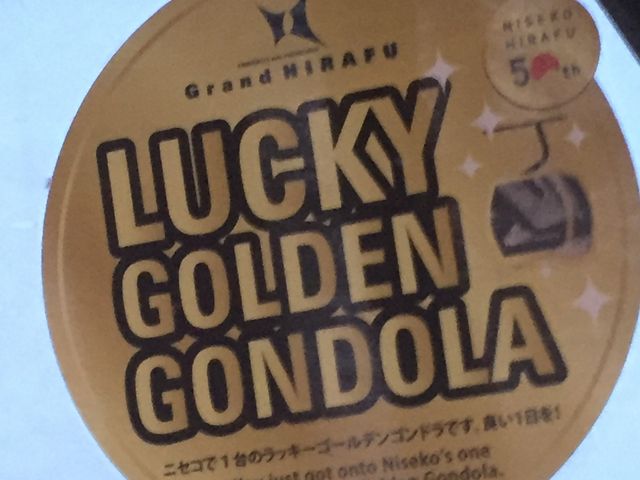 Grand HIRAFU
NISEKO
HIRAFU
50th
LUCKY
GOLDEN
GONDOLA
ニセコで1台のラッキーゴールデンゴンドラです。良い1日を!
just got onto Niseko's one
Gondola.